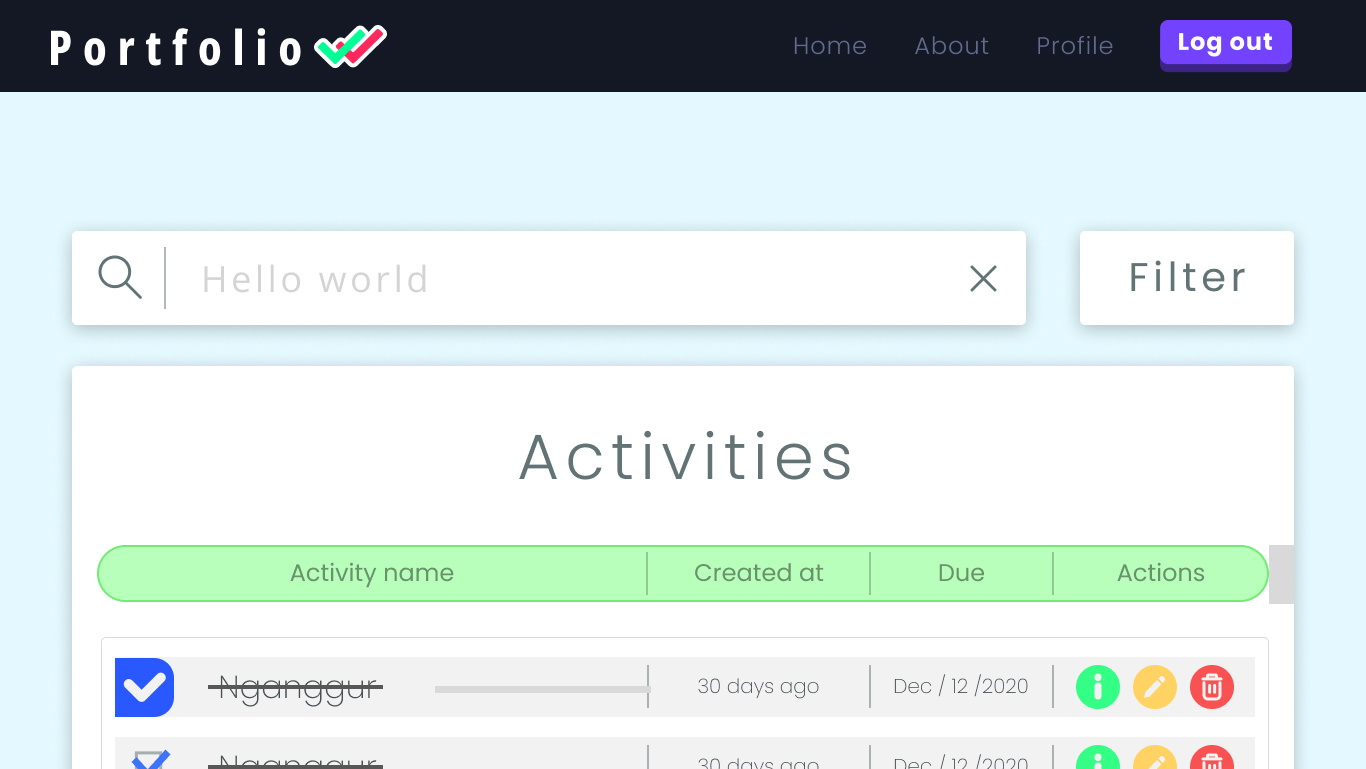 Portfolio Home About Profile Log out
Hello world Filter
Activities
Activity name Created at Due Actions
Nganggur 30 days ago Dec / 12 /2020
Nganggur 30 days ago Dec / 12 /2020